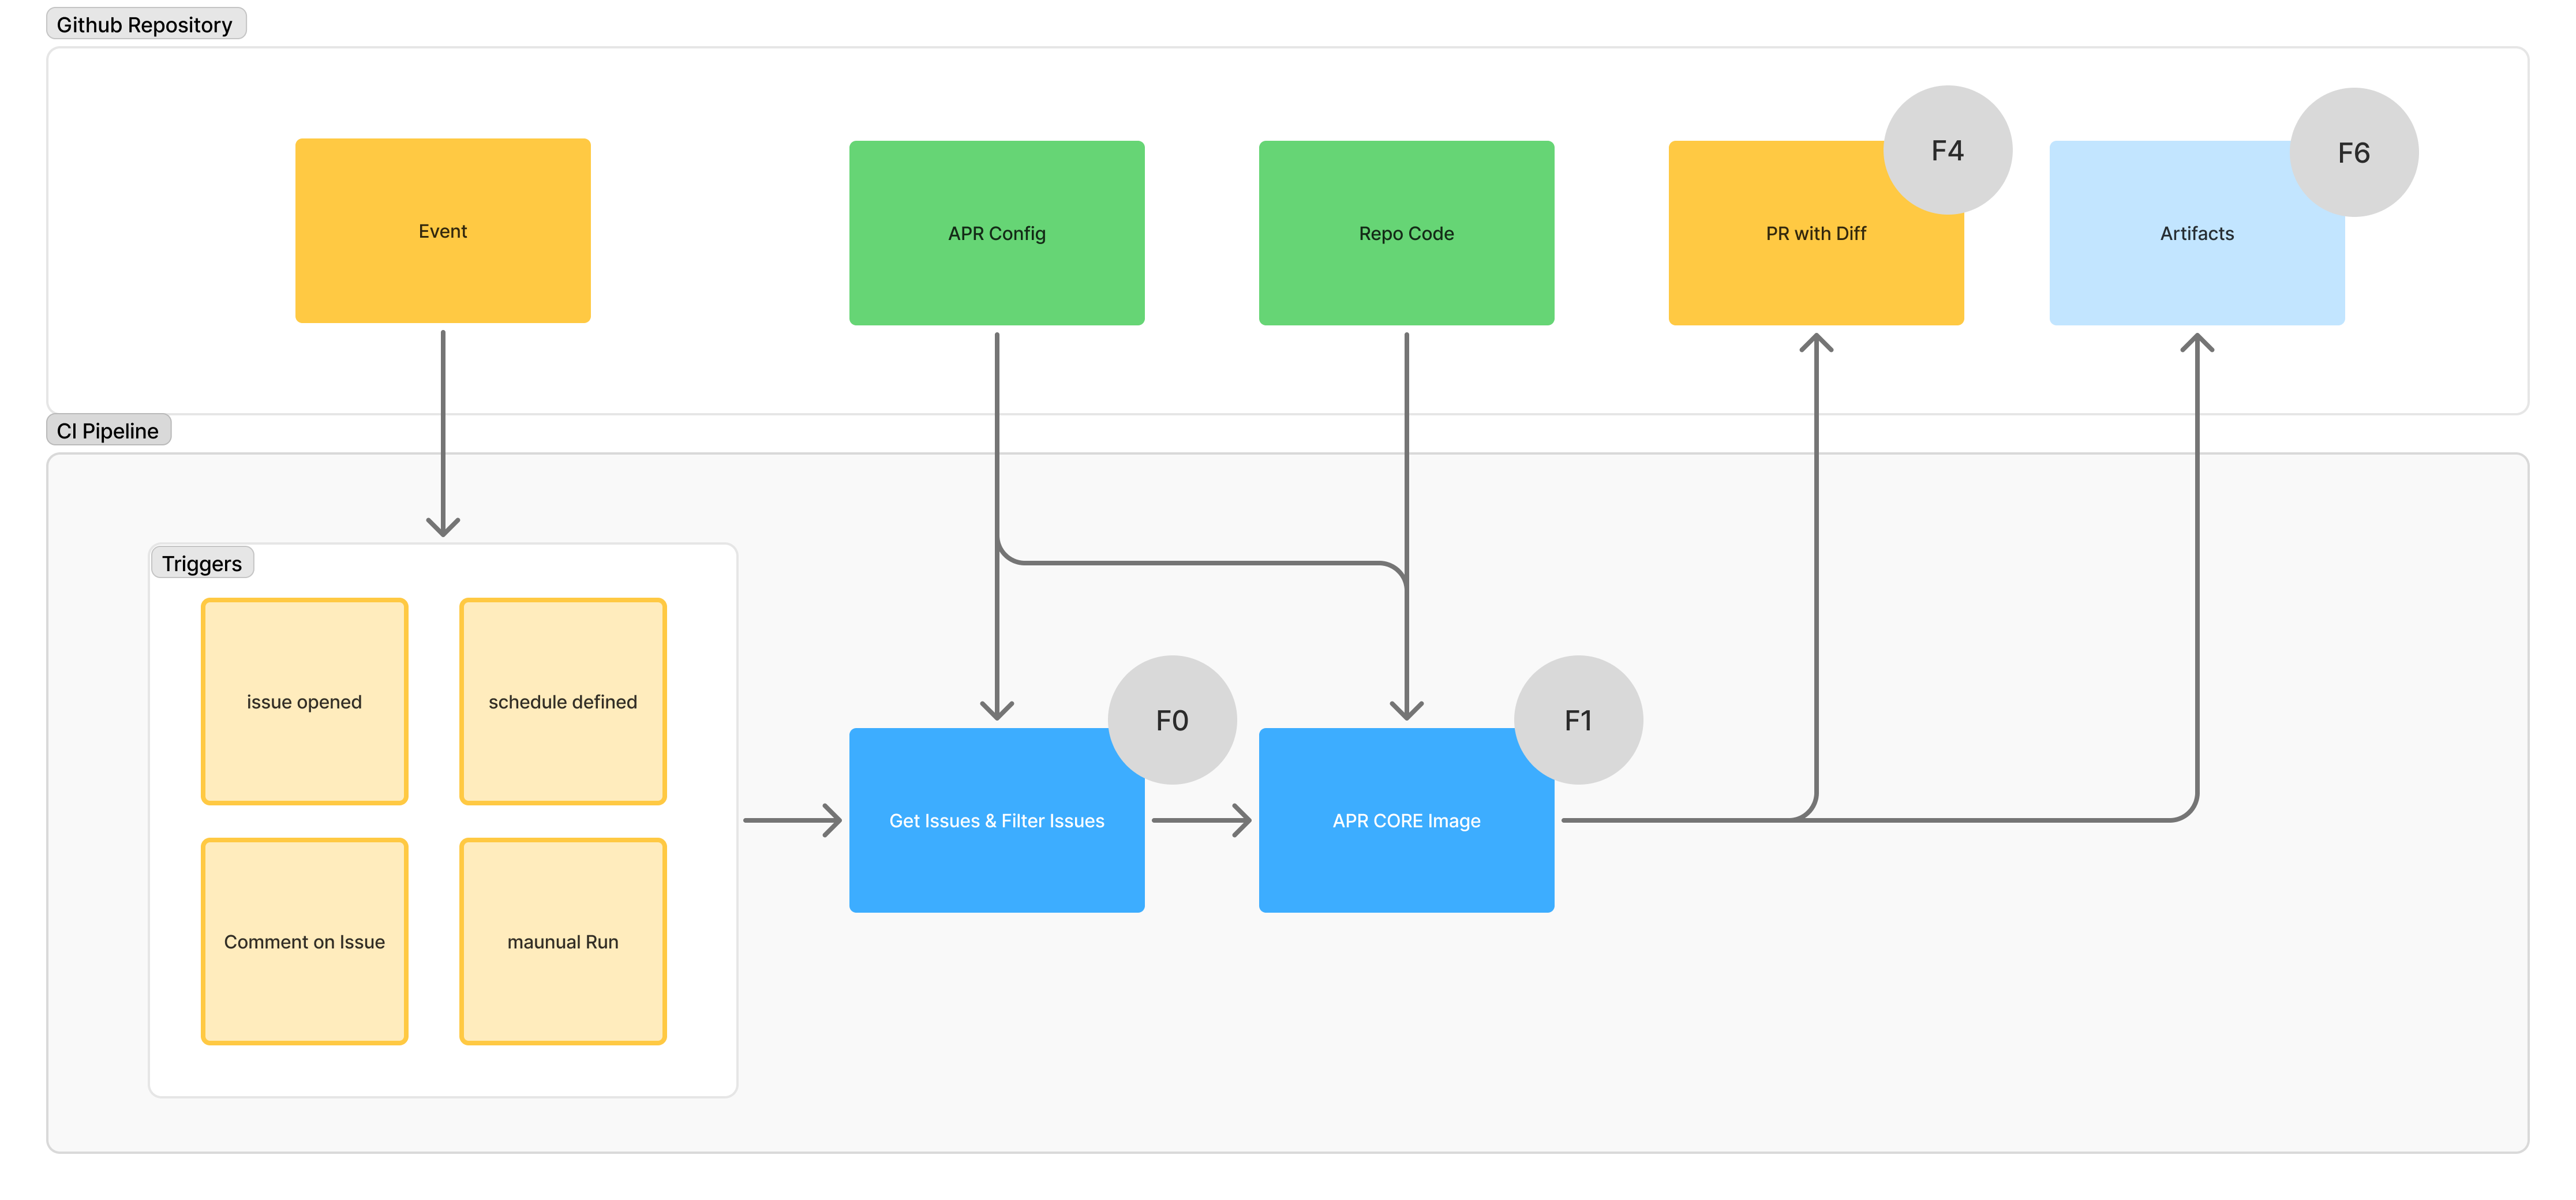 Github Repository
Event
APR Config
Repo Code
PR with Diff
F4
Artifacts
F6
CI Pipeline
Triggers
issue opened
schedule defined
Comment on Issue
maunual Run
Get Issues & Filter Issues
F0
APR CORE Image
F1